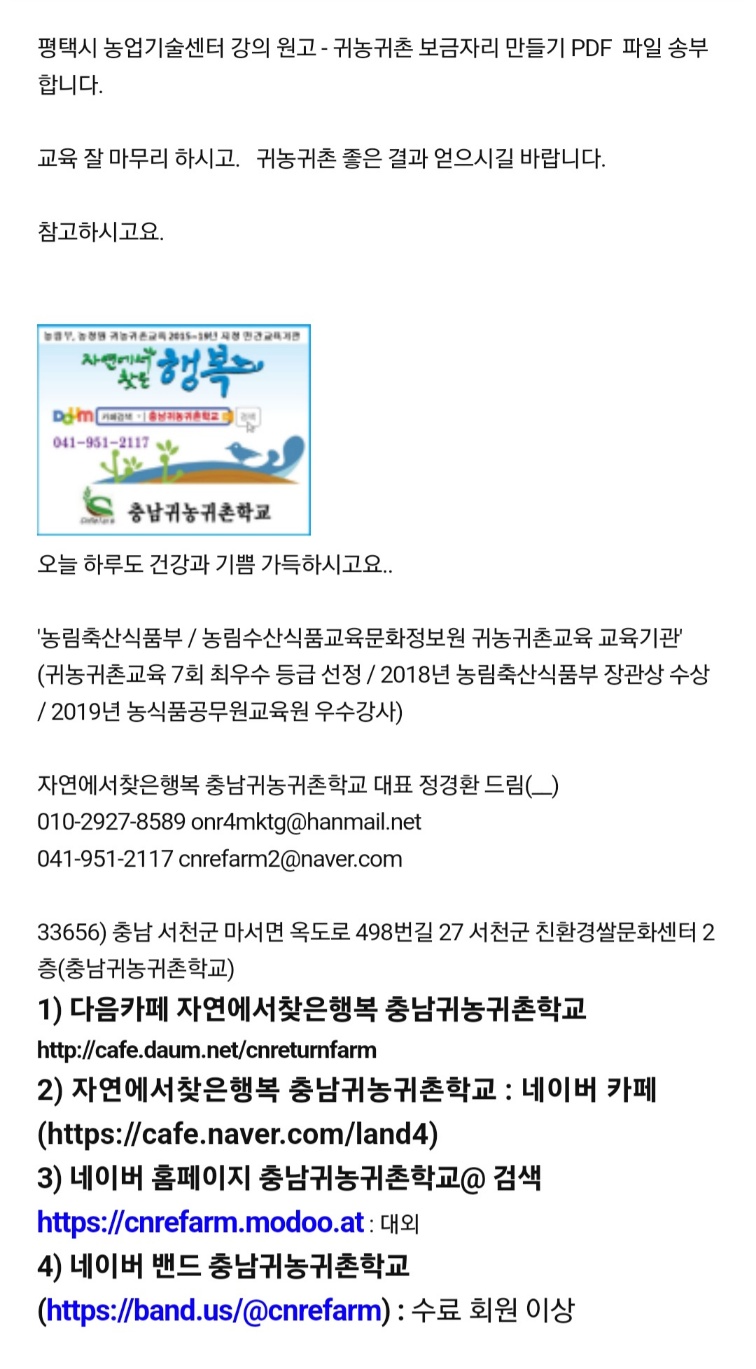 평택시 농업기술센터 강의 원고 - 귀농귀촌 보금자리 만들기 PDF  파일 송부
합니다.
교육 잘 마무리 하시고.   귀농귀촌 좋은 결과 얻으시길 바랍니다.
참고하시고요.
농림부, 농정원 귀농귀촌교육 2015-19년 지정 민간교육기관
자연에서
찾은 행복
Daum 카페검색 충남귀농귀촌학교 검색
041-951-2117
충남귀농귀촌학교
오늘 하루도 건강과 기쁨 가득하시고요..
'농림축산식품부 / 농림수산식품교육문화정보원 귀농귀촌교육 교육기관'
(귀농귀촌교육 7회 최우수 등급 선정 / 2018년 농림축산식품부 장관상 수상
/ 2019년 농식품공무원교육원 우수강사)
자연에서찾은행복 충남귀농귀촌학교 대표 정경환 드림(__)
010-2927-8589 onr4mktg@hanmail.net
041-951-2117 cnrefarm2@naver.com
33656) 충남 서천군 마서면 옥도로 498번길 27 서천군 친환경쌀문화센터 2
층(충남귀농귀촌학교)
1) 다음카페 자연에서찾은행복 충남귀농귀촌학교
http://cafe.daum.net/cnreturnfarm
2) 자연에서찾은행복 충남귀농귀촌학교 : 네이버 카페
(https://cafe.naver.com/land4)
3) 네이버 홈페이지 충남귀농귀촌학교@ 검색
https://cnrefarm.modoo.at : 대외
4) 네이버 밴드 충남귀농귀촌학교
(https://band.us/@cnrefarm) : 수료 회원 이상